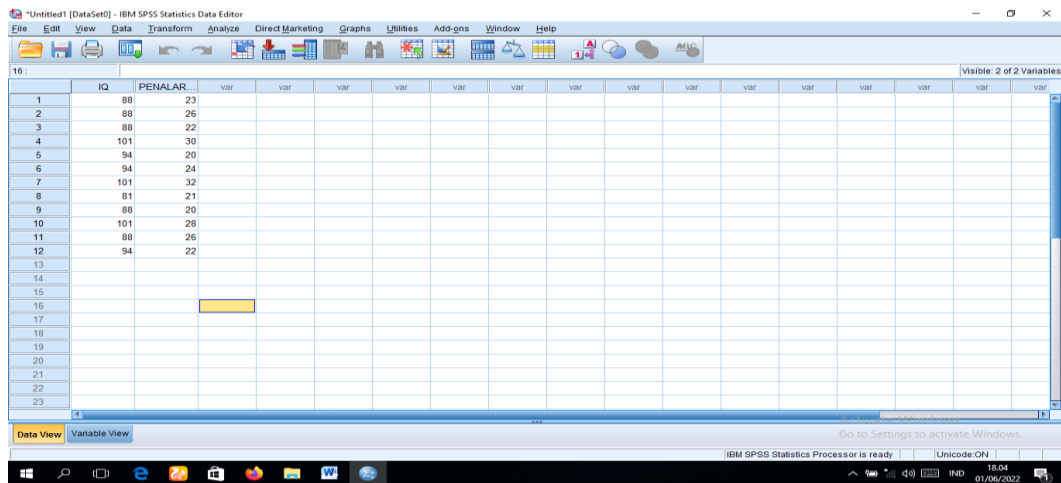 *Untitled1 [DataSet0] - IBM SPSS Statistics Data Editor
File Edit View Data Transform Analyze Direct Marketing Graphs Utilities Add-ons Window Help
16 : Visible: 2 of 2 Variables
IQ PENALAR... var var var var var var var var var var var var var var var
1 88 23
2 88 26
3 88 22
4 101 30
5 94 20
6 94 24
7 101 32
8 81 21
9 88 20
10 101 28
11 88 26
12 94 22
13
14
15
16
17
18
19
20
21
22
23
Data View Variable View
Go to Settings to activate Windows.
IBM SPSS Statistics Processor is ready Unicode:ON
IND 18.04
01/06/2022